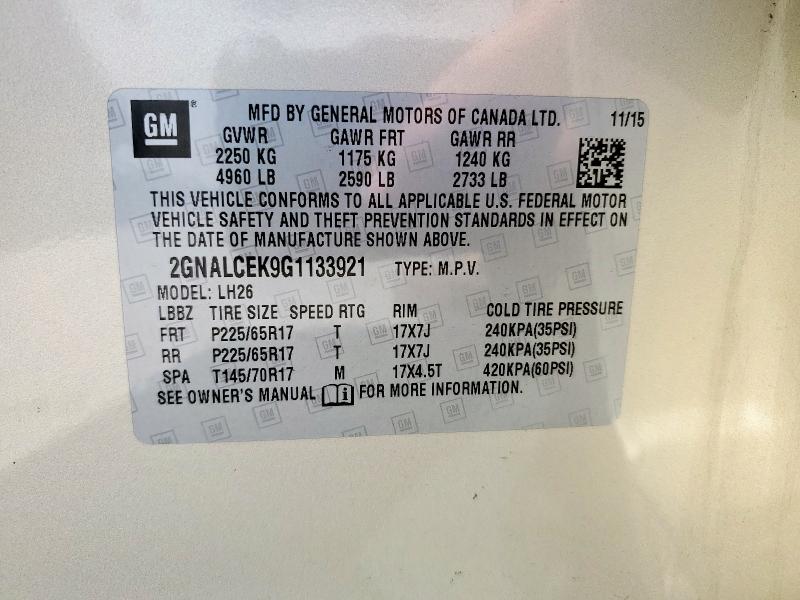 GM ® MFD BY GENERAL MOTORS OF CANADA LTD. 11/15
GVWR GAWR FRT GAWR RR
2250 KG 1175 KG 1240 KG
4960 LB 2590 LB 2733 LB
THIS VEHICLE CONFORMS TO ALL APPLICABLE U.S. FEDERAL MOTOR
VEHICLE SAFETY AND THEFT PREVENTION STANDARDS IN EFFECT ON
THE DATE OF MANUFACTURE SHOWN ABOVE.
2GNALCEK9G1133921 TYPE: M.P.V.
MODEL: LH26
LBBZ TIRE SIZE SPEED RTG RIM COLD TIRE PRESSURE
FRT P225/65R17 T 17X7J 240KPA(35PSI)
RR P225/65R17 T 17X7J 240KPA(35PSI)
SPA T145/70R17 M 17X4.5T 420KPA(60PSI)
SEE OWNER'S MANUAL i FOR MORE INFORMATION.